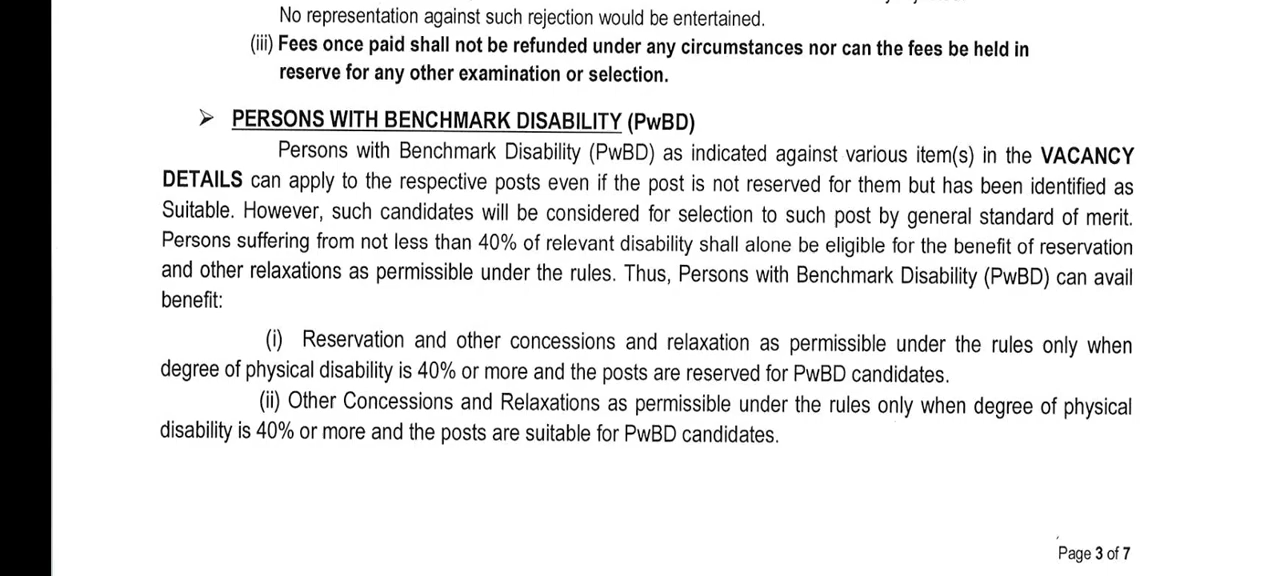 No representation against such rejection would be entertained.
(iii) Fees once paid shall not be refunded under any circumstances nor can the fees be held in
reserve for any other examination or selection.
➢ PERSONS WITH BENCHMARK DISABILITY (PwBD)
Persons with Benchmark Disability (PwBD) as indicated against various item(s) in the VACANCY
DETAILS can apply to the respective posts even if the post is not reserved for them but has been identified as
Suitable. However, such candidates will be considered for selection to such post by general standard of merit.
Persons suffering from not less than 40% of relevant disability shall alone be eligible for the benefit of reservation
and other relaxations as permissible under the rules. Thus, Persons with Benchmark Disability (PwBD) can avail
benefit:
(i) Reservation and other concessions and relaxation as permissible under the rules only when
degree of physical disability is 40% or more and the posts are reserved for PwBD candidates.
(ii) Other Concessions and Relaxations as permissible under the rules only when degree of physical
disability is 40% or more and the posts are suitable for PwBD candidates.
Page 3 of 7